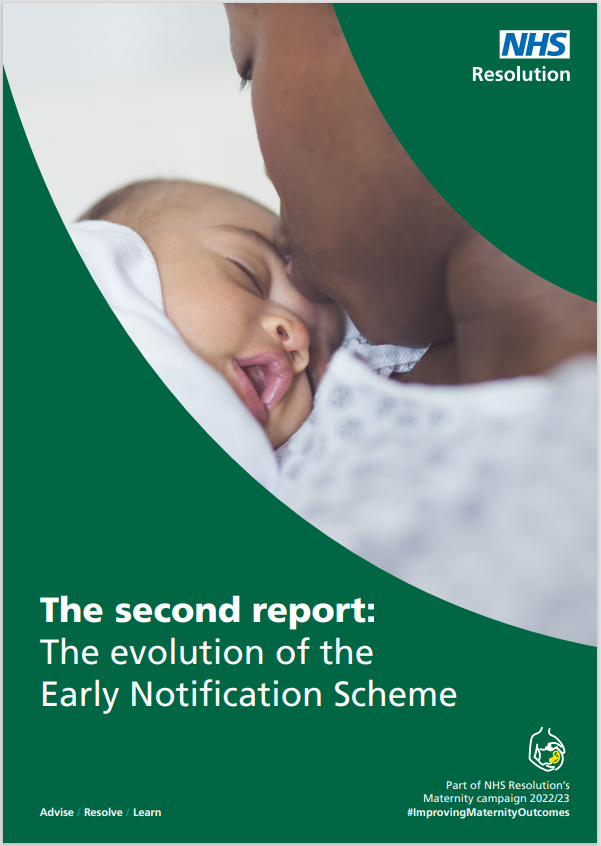 NHS
Resolution
The second report:
The evolution of the
Early Notification Scheme
Part of NHS Resolution's
Maternity campaign 2022/23
Advise / Resolve / Learn
#ImprovingMaternityOutcomes